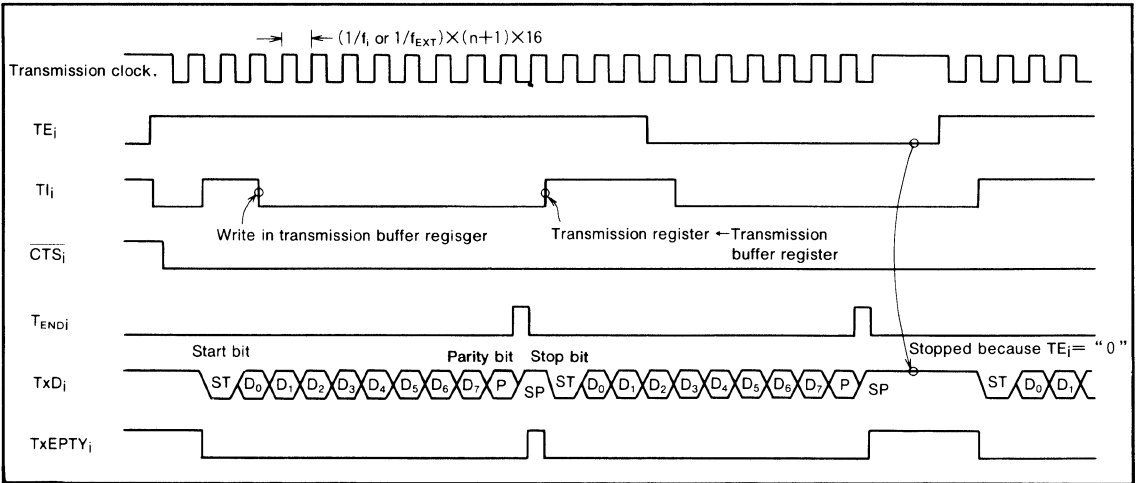 (1/fi or 1/fEXT)×(n+1)×16
Transmission clock.
TEi
TIi
Write in transmission buffer regisger
Transmission register ←Transmission
buffer register
CTSi
TENDi
Start bit
Parity bit
Stop bit
Stopped because TEi= "0"
TxDi
ST D0 D1 D2 D3 D4 D5 D6 D7 P SP ST D0 D1 D2 D3 D4 D5 D6 D7 P SP ST D0 D1
TxEPTYi